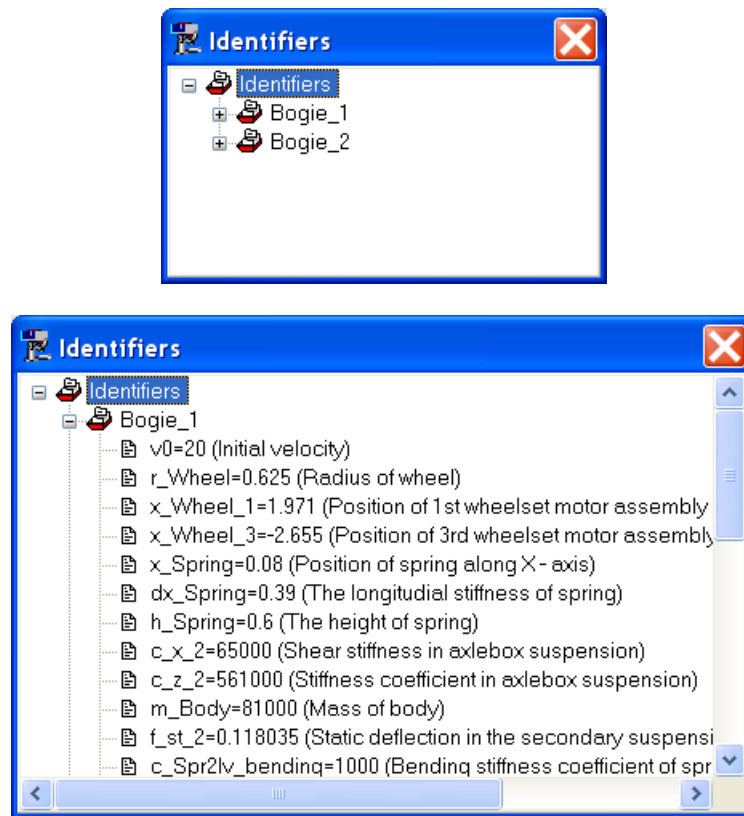 Identifiers
Identifiers
Bogie_1
Bogie_2
Identifiers
Identifiers
Bogie_1
v0=20 (Initial velocity)
r_Wheel=0.625 (Radius of wheel)
x_Wheel_1=1.971 (Position of 1st wheelset motor assembly
x_Wheel_3=-2.655 (Position of 3rd wheelset motor assembly
x_Spring=0.08 (Position of spring along X- axis)
dx_Spring=0.39 (The longitudial stiffness of spring)
h_Spring=0.6 (The height of spring)
c_x_2=65000 (Shear stiffness in axlebox suspension)
c_z_2=561000 (Stiffness coefficient in axlebox suspension)
m_Body=81000 (Mass of body)
f_st_2=0.118035 (Static deflection in the secondary suspensi
c_Spr2lv_bending=1000 (Bending stiffness coefficient of spr